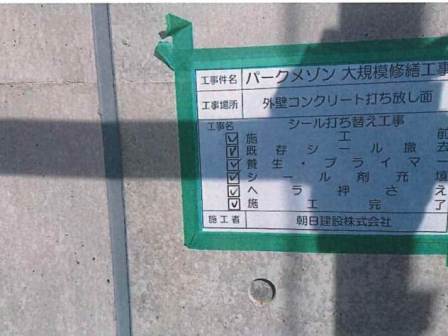 工事件名 パークメゾン 大規模修繕工事
工事場所 外壁コンクリート打ち放し面
工事名 シール打ち替え工事
☑ 施工前
☑ 既存シール撤去
☑ 養生・プライマ
☑ シール剤充填
☑ ヘラ押さえ
☑ 施工完了
施工者 朝日建設株式会社